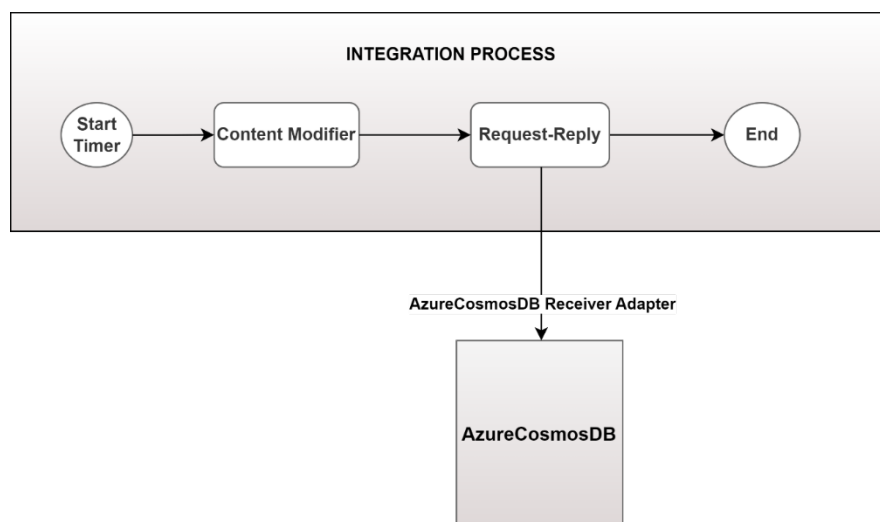 INTEGRATION PROCESS
Start
Timer
Content Modifier
Request-Reply
End
AzureCosmosDB Receiver Adapter
AzureCosmosDB